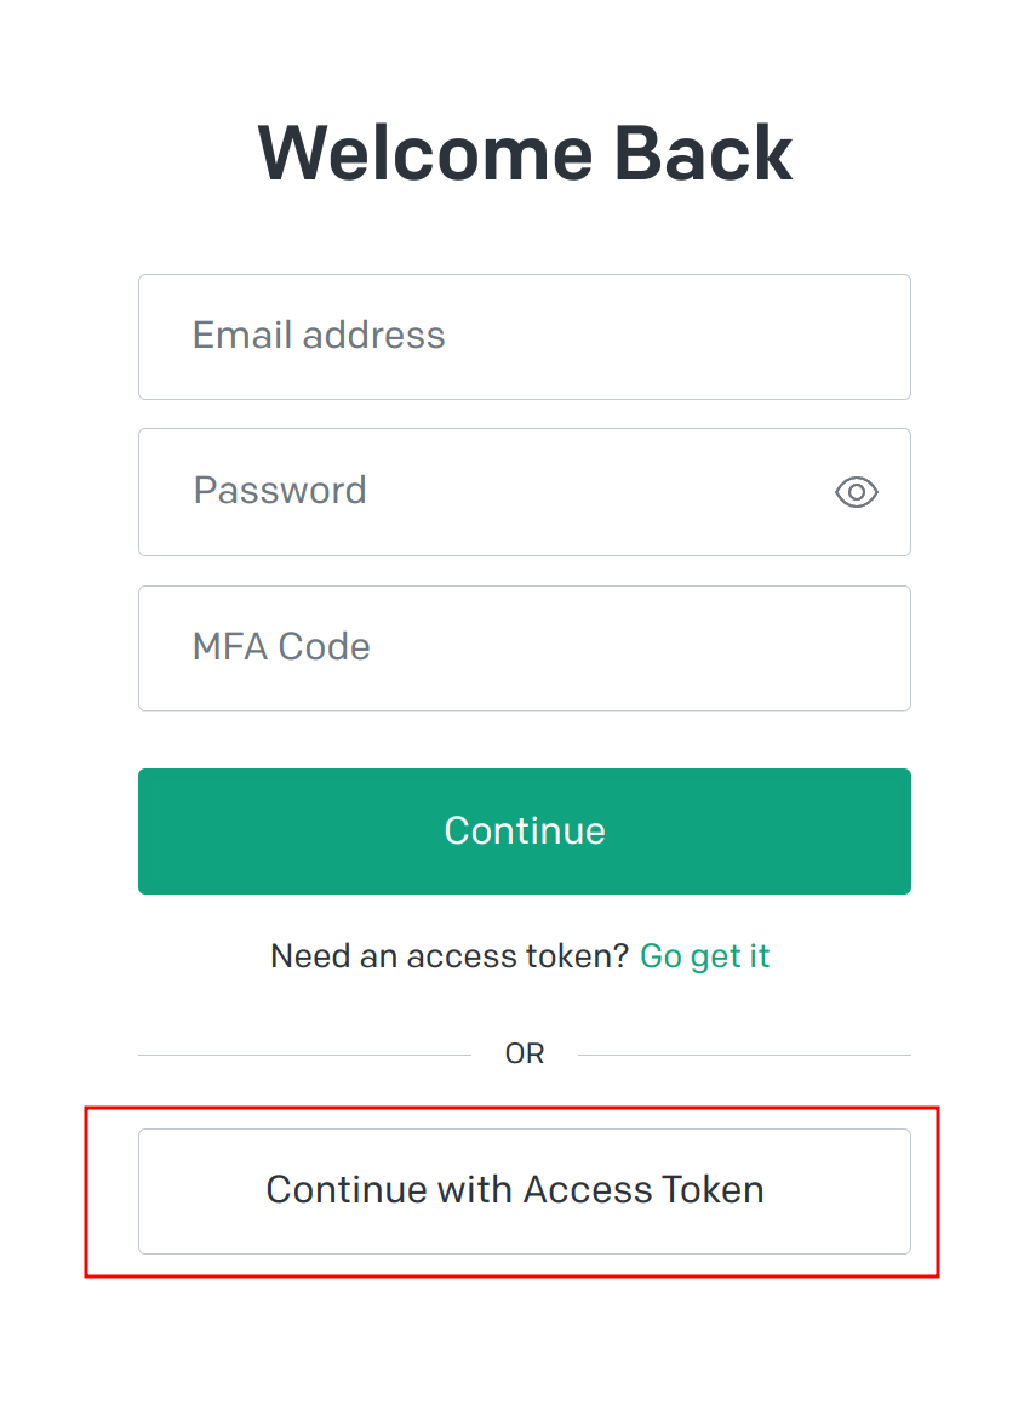 Welcome Back
Email address
Password
MFA Code
Continue
Need an access token? Go get it
OR
Continue with Access Token